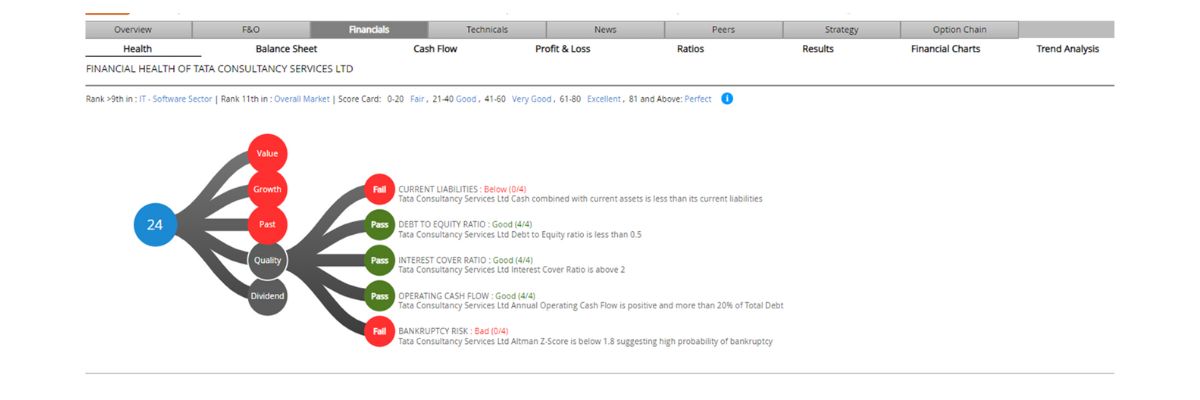 Overview F&O Financials Technicals News Peers Strategy Option Chain
Health Balance Sheet Cash Flow Profit & Loss Ratios Results Financial Charts Trend Analysis
FINANCIAL HEALTH OF TATA CONSULTANCY SERVICES LTD
Rank >9th in : IT - Software Sector | Rank 11th in : Overall Market | Score Card: 0-20 Fair , 21-40 Good , 41-60 Very Good , 61-80 Excellent , 81 and Above: Perfect i
24
Value
Growth
Past
Quality
Dividend
Fail CURRENT LIABILITIES : Below (0/4)
Tata Consultancy Services Ltd Cash combined with current assets is less than its current liabilities
Pass DEBT TO EQUITY RATIO : Good (4/4)
Tata Consultancy Services Ltd Debt to Equity ratio is less than 0.5
Pass INTEREST COVER RATIO : Good (4/4)
Tata Consultancy Services Ltd Interest Cover Ratio is above 2
Pass OPERATING CASH FLOW : Good (4/4)
Tata Consultancy Services Ltd Annual Operating Cash Flow is positive and more than 20% of Total Debt
Fail BANKRUPTCY RISK : Bad (0/4)
Tata Consultancy Services Ltd Altman Z-Score is below 1.8 suggesting high probability of bankruptcy